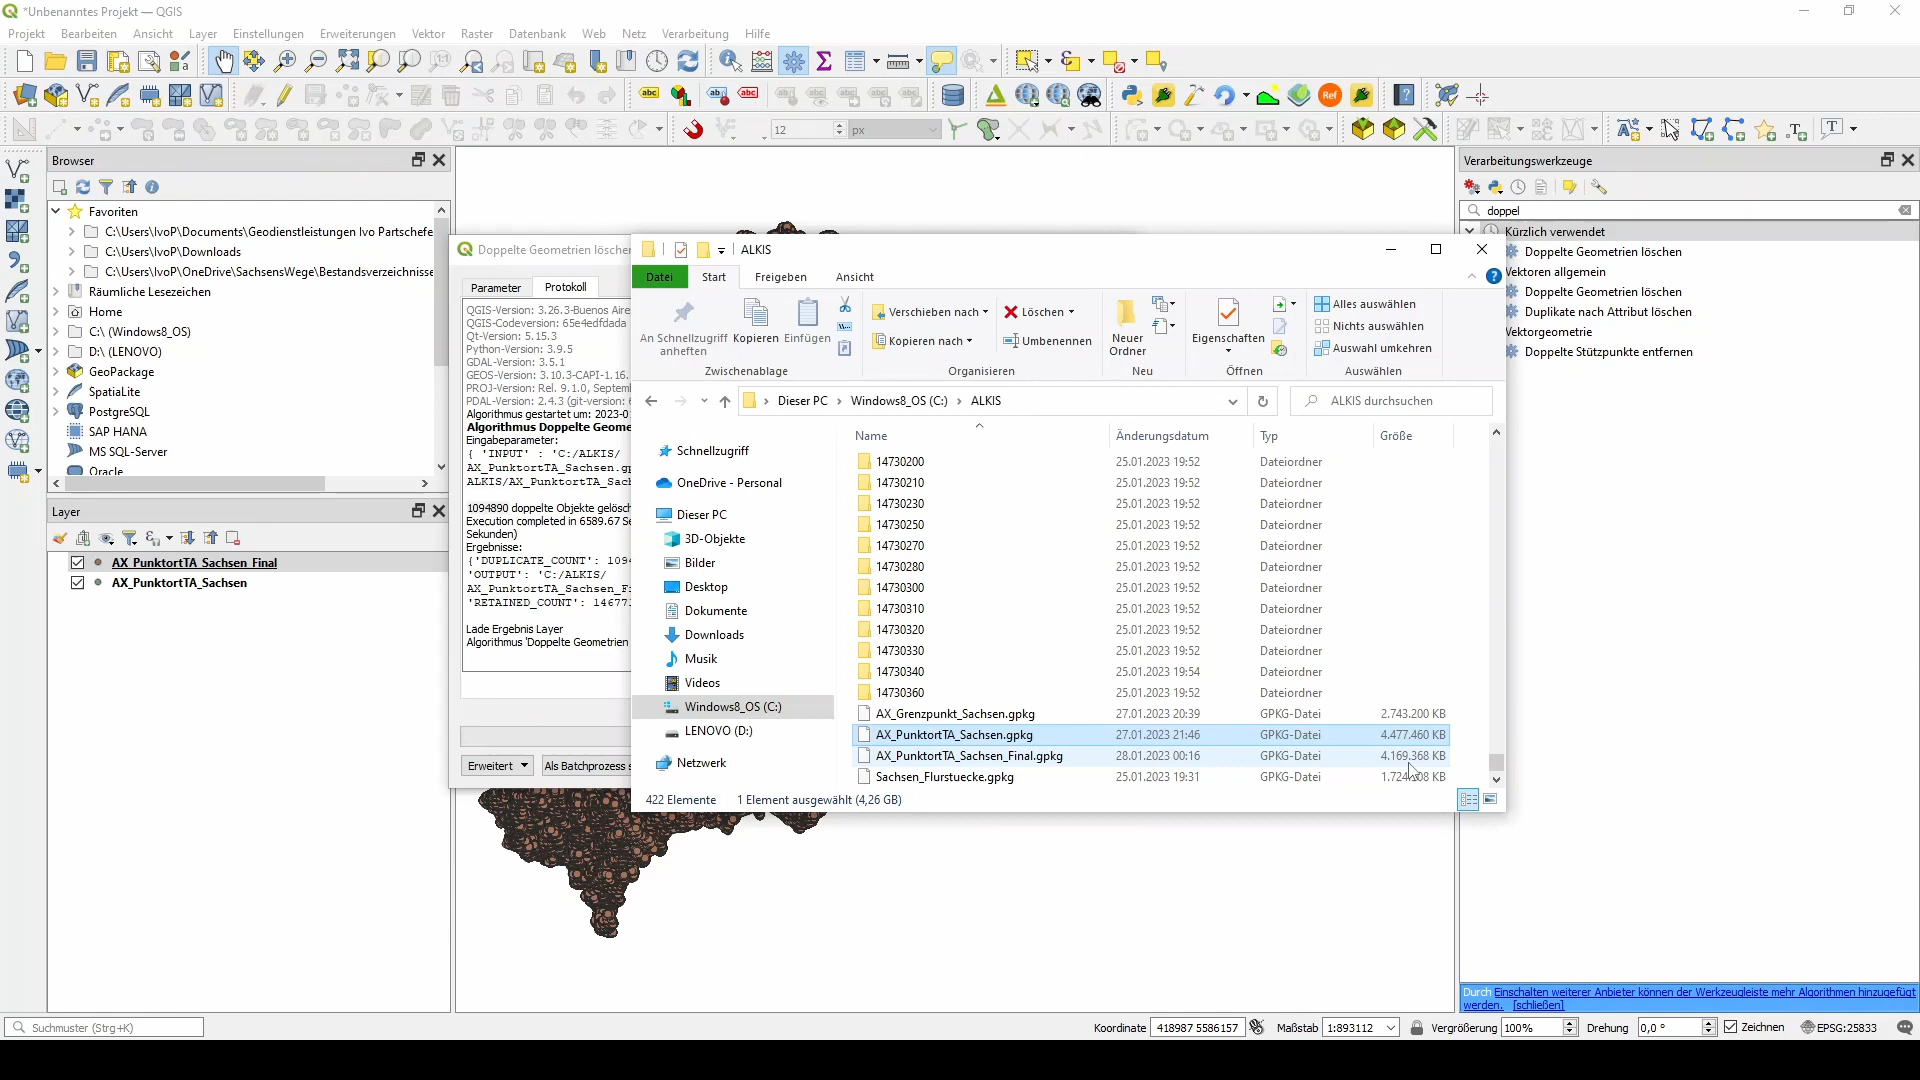 *Unbenanntes Projekt — QGIS
Projekt Bearbeiten Ansicht Layer Einstellungen Erweiterungen Vektor Raster Datenbank Web Netz Verarbeitung Hilfe
12 px
Browser
Favoriten
C:\Users\IvoP\Documents\Geodienstleistungen Ivo Partschefe
C:\Users\IvoP\Downloads
C:\Users\IvoP\OneDrive\SachsensWege\Bestandsverzeichnisse
Räumliche Lesezeichen
Home
C:\ (Windows8_OS)
D:\ (LENOVO)
GeoPackage
SpatiaLite
PostgreSQL
SAP HANA
MS SQL-Server
Oracle
Layer
AX_PunktortTA_Sachsen_Final
AX_PunktortTA_Sachsen
Doppelte Geometrien löschen
Parameter Protokoll
QGIS-Version: 3.26.3-Buenos Aire
QGIS-Codeversion: 65e4edfdada
Qt-Version: 5.15.3
Python-Version: 3.9.5
GDAL-Version: 3.5.1
GEOS-Version: 3.10.3-CAPI-1.16.
PROJ-Version: Rel. 9.1.0, Septem
PDAL-Version: 2.4.3 (git-version: 6
Algorithmus gestartet um: 2023-0
Algorithmus Doppelte Geome
Eingabeparameter:
{ 'INPUT' : 'C:/ALKIS/
AX_PunktortTA_Sachsen.gp
ALKIS/AX_PunktortTA_Sach
1094890 doppelte Objekte gelösch
Execution completed in 6589.67 Se
Sekunden)
Ergebnisse:
{'DUPLICATE_COUNT': 1094
'OUTPUT': 'C:/ALKIS/
AX_PunktortTA_Sachsen_Fi
'RETAINED_COUNT': 146773
Lade Ergebnis Layer
Algorithmus 'Doppelte Geometrien
Erweitert Als Batchprozess s
ALKIS
Datei Start Freigeben Ansicht
An Schnellzugriff
anheften
Kopieren
Einfügen
Zwischenablage
Verschieben nach
Kopieren nach
Löschen
Umbenennen
Organisieren
Neuer
Ordner
Neu
Eigenschaften
Öffnen
Alles auswählen
Nichts auswählen
Auswahl umkehren
Auswählen
Dieser PC Windows8_OS (C:) ALKIS
ALKIS durchsuchen
Schnellzugriff
OneDrive - Personal
Dieser PC
3D-Objekte
Bilder
Desktop
Dokumente
Downloads
Musik
Videos
Windows8_OS (C:)
LENOVO (D:)
Netzwerk
Name Änderungsdatum Typ Größe
14730200 25.01.2023 19:52 Dateiordner
14730210 25.01.2023 19:52 Dateiordner
14730230 25.01.2023 19:52 Dateiordner
14730250 25.01.2023 19:52 Dateiordner
14730270 25.01.2023 19:52 Dateiordner
14730280 25.01.2023 19:52 Dateiordner
14730300 25.01.2023 19:52 Dateiordner
14730310 25.01.2023 19:52 Dateiordner
14730320 25.01.2023 19:52 Dateiordner
14730330 25.01.2023 19:52 Dateiordner
14730340 25.01.2023 19:54 Dateiordner
14730360 25.01.2023 19:52 Dateiordner
AX_Grenzpunkt_Sachsen.gpkg 27.01.2023 20:39 GPKG-Datei 2.743.200 KB
AX_PunktortTA_Sachsen.gpkg 27.01.2023 21:46 GPKG-Datei 4.477.460 KB
AX_PunktortTA_Sachsen_Final.gpkg 28.01.2023 00:16 GPKG-Datei 4.169.368 KB
Sachsen_Flurstuecke.gpkg 25.01.2023 19:31 GPKG-Datei
422 Elemente 1 Element ausgewählt (4,26 GB)
Verarbeitungswerkzeuge
doppel
Kürzlich verwendet
Doppelte Geometrien löschen
Vektoren allgemein
Doppelte Geometrien löschen
Duplikate nach Attribut löschen
Vektorgeometrie
Doppelte Stützpunkte entfernen
Durch Einschalten weiterer Anbieter können der Werkzeugleiste mehr Algorithmen hinzugefügt
werden. [schließen]
Suchmuster (Strg+K)
Koordinate 418987 5586157 Maßstab 1:893112 Vergrößerung 100% Drehung 0,0 ° Zeichnen EPSG:25833